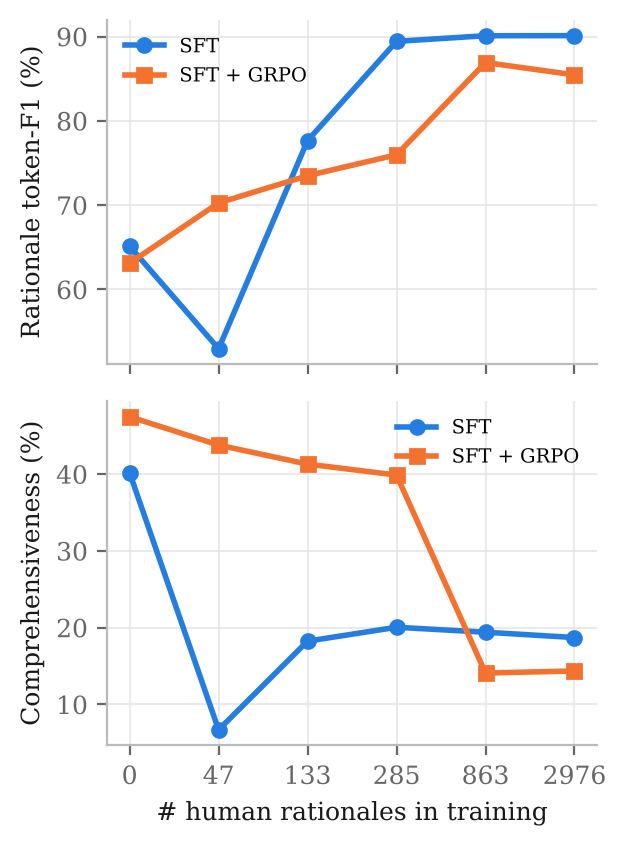 Rationale token-F1 (%)
90
80
70
60
SFT
SFT + GRPO
Comprehensiveness (%)
40
30
20
10
SFT
SFT + GRPO
0 47 133 285 863 2976
# human rationales in training